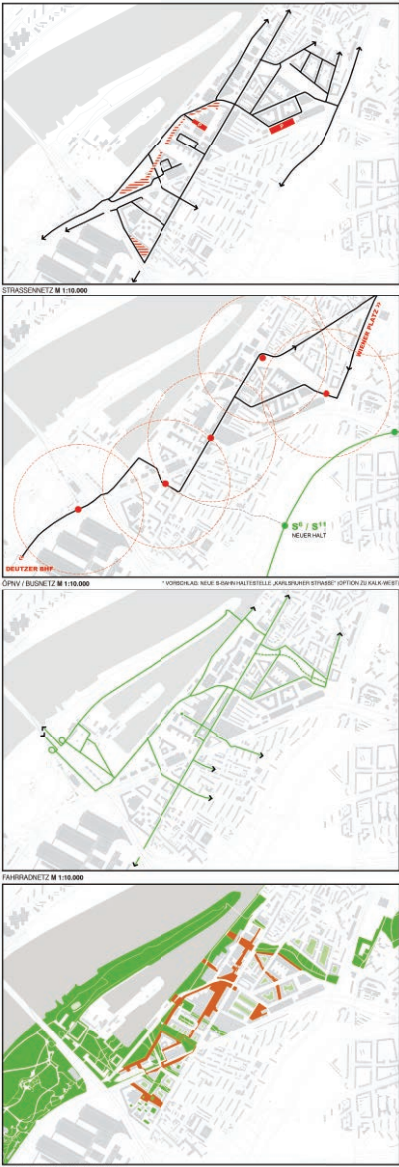 P
STRASSENNETZ M 1:10.000
WIENER PLATZ >>
S6 / S11
NEUER HALT
DEUTZER BHF
ÖPNV / BUSNETZ M 1:10.000
* VORSCHLAG: NEUE S-BAHN HALTESTELLE „KARLSRUHER STRASSE" (OPTION ZU KALK-WEST)
FAHRRADNETZ M 1:10.000